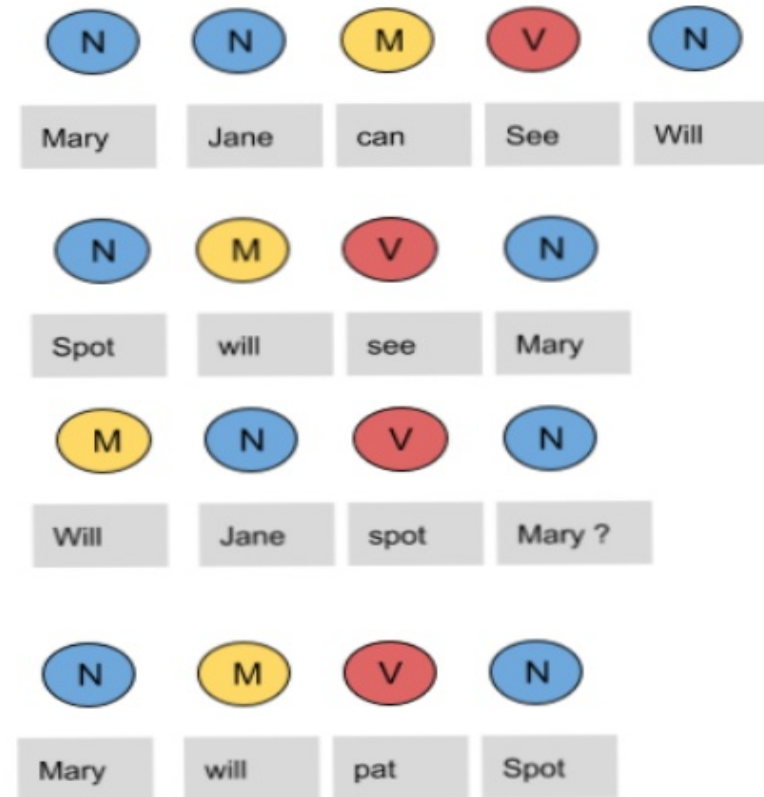 N N M V N
Mary Jane can See Will
N M V N
Spot will see Mary
M N V N
Will Jane spot Mary ?
N M V N
Mary will pat Spot